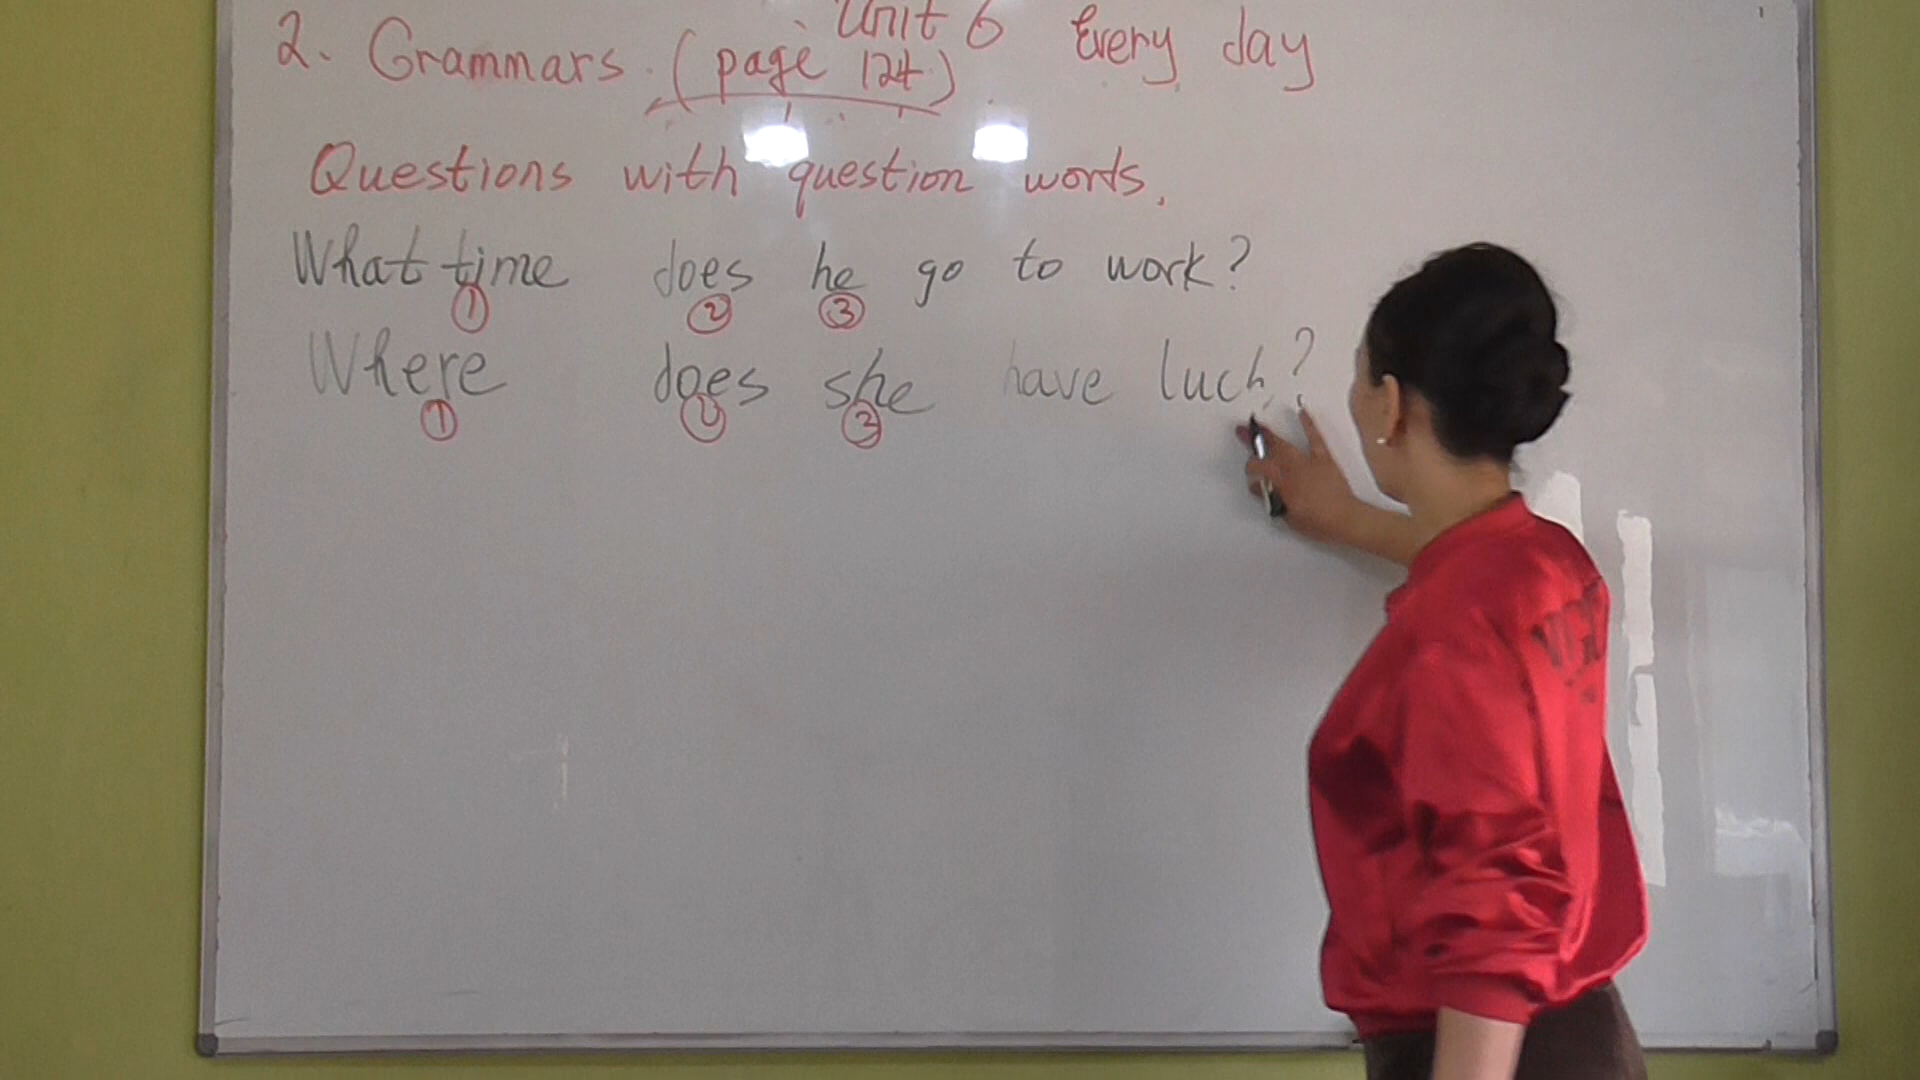 Unit 6 Every day
2. Grammars. (page 124)
Questions with question words.
What time does he go to work?
① ② ③
Where does she have luch?
① ② ③